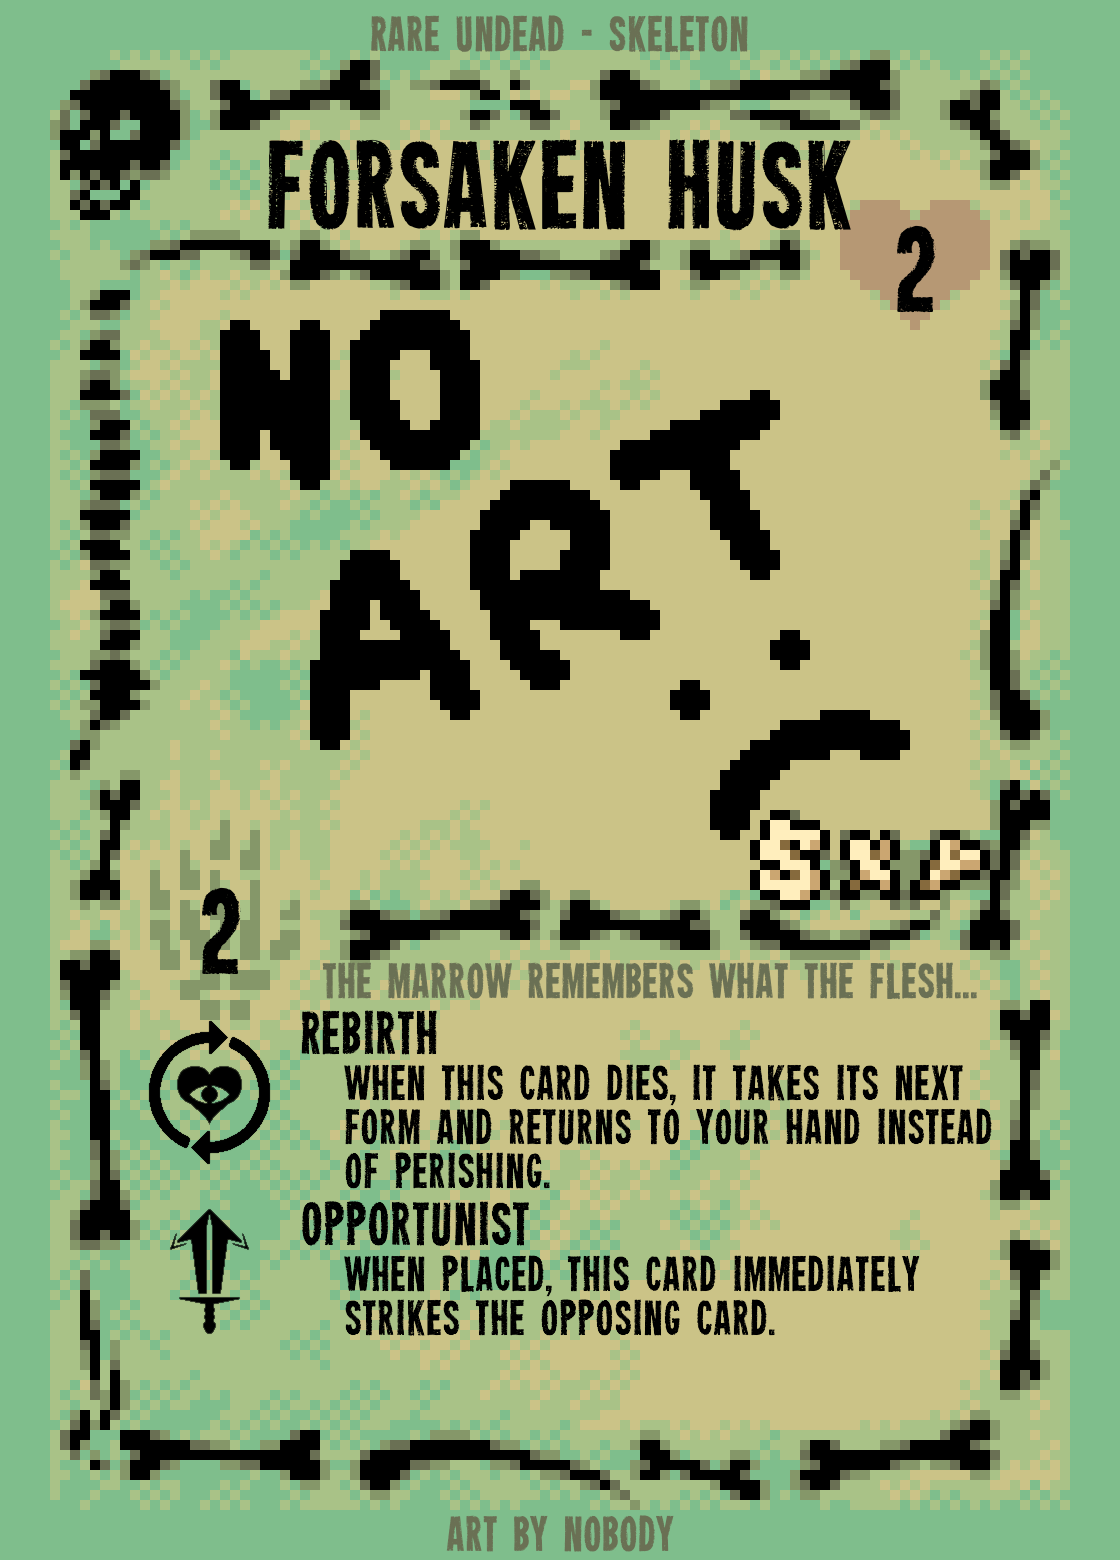 RARE UNDEAD - SKELETON
FORSAKEN HUSK
2
NO
ART
:(
SXP
2
THE MARROW REMEMBERS WHAT THE FLESH...
REBIRTH
WHEN THIS CARD DIES, IT TAKES ITS NEXT
FORM AND RETURNS TO YOUR HAND INSTEAD
OF PERISHING.
OPPORTUNIST
WHEN PLACED, THIS CARD IMMEDIATELY
STRIKES THE OPPOSING CARD.
ART BY NOBODY